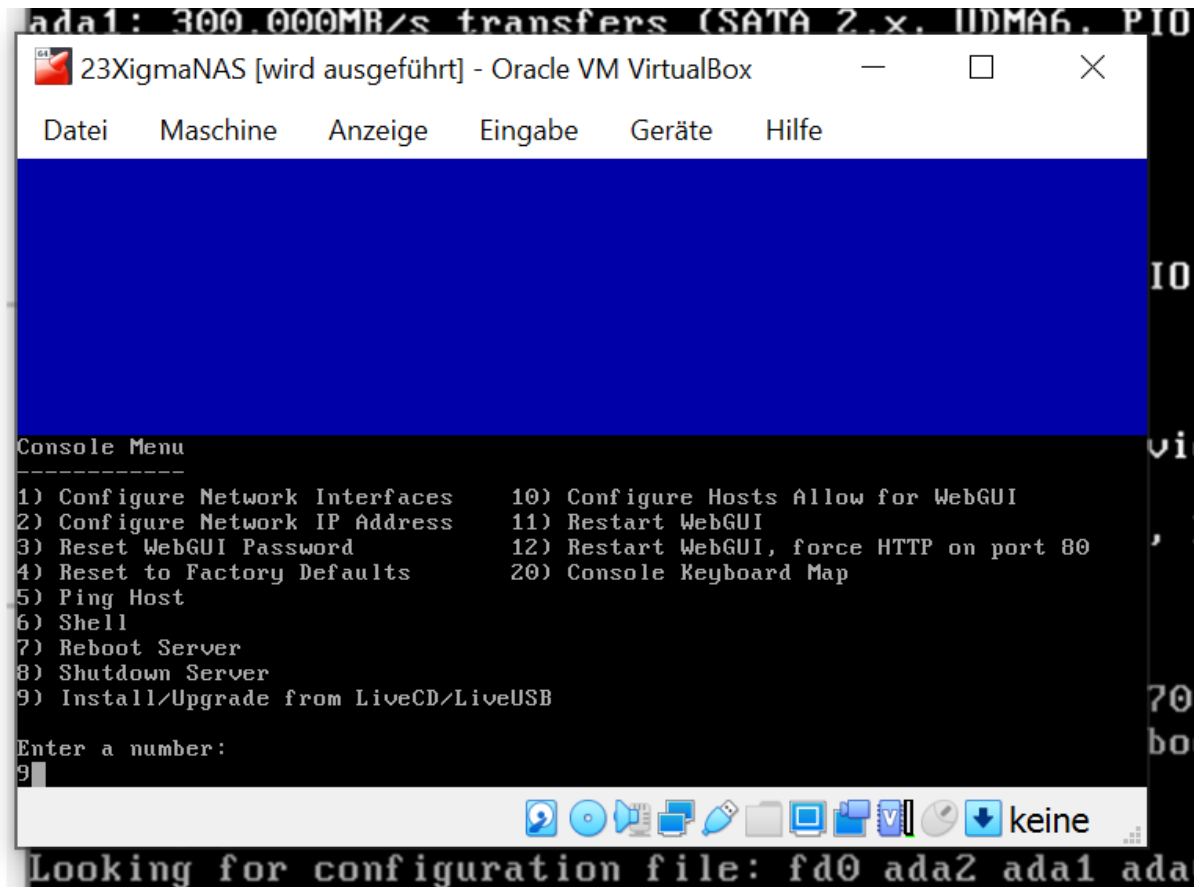 ada1: 300.000MB/s transfers (SATA 2.x, UDMA6, PIO
64 23XigmaNAS [wird ausgeführt] - Oracle VM VirtualBox
Datei Maschine Anzeige Eingabe Geräte Hilfe
IO
Console Menu
------------
1) Configure Network Interfaces 10) Configure Hosts Allow for WebGUI
2) Configure Network IP Address 11) Restart WebGUI
3) Reset WebGUI Password 12) Restart WebGUI, force HTTP on port 80
4) Reset to Factory Defaults 20) Console Keyboard Map
5) Ping Host
6) Shell
7) Reboot Server
8) Shutdown Server
9) Install/Upgrade from LiveCD/LiveUSB
70
Enter a number:
9
keine
Looking for configuration file: fd0 ada2 ada1 ada